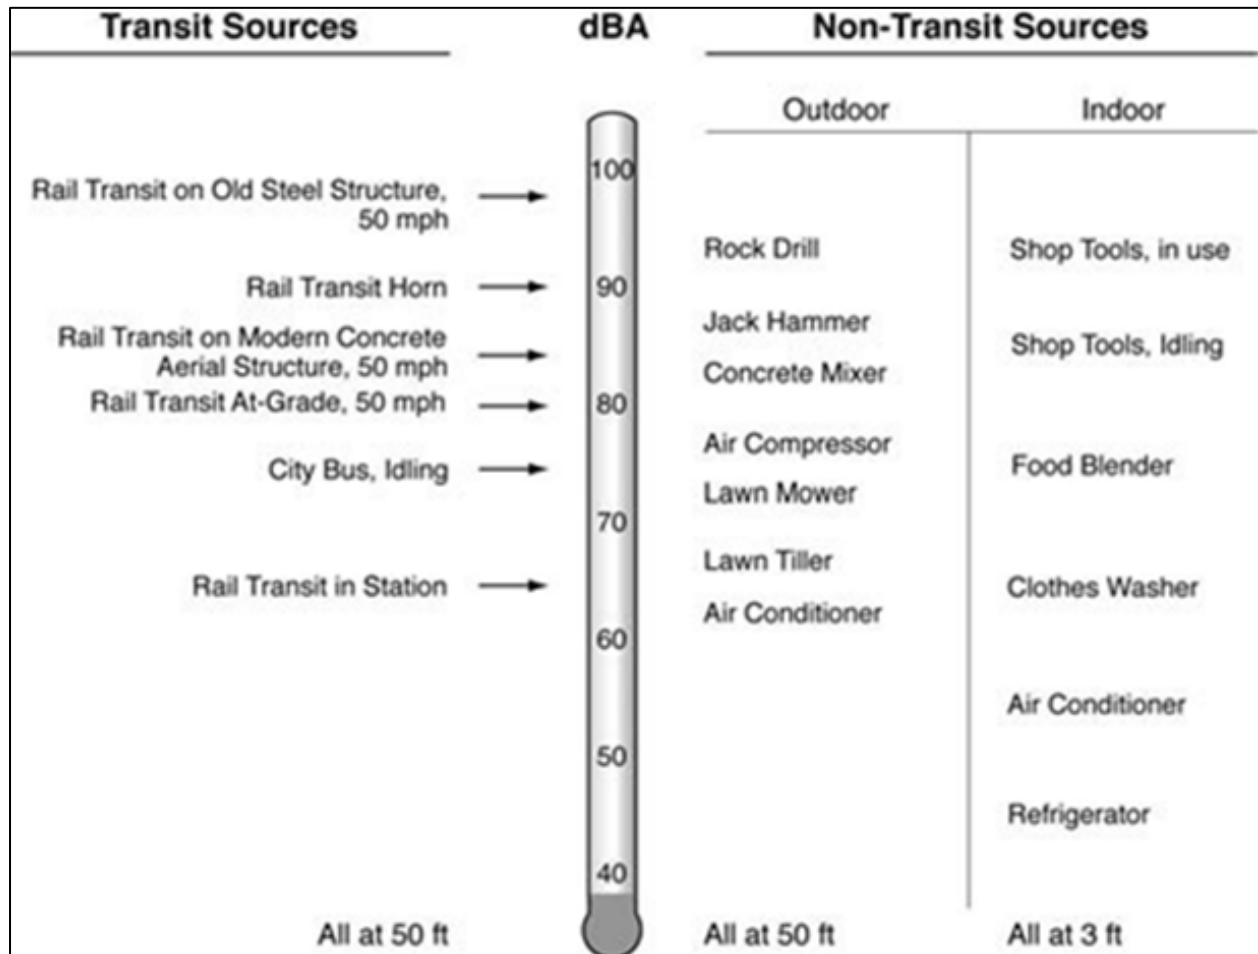 Transit Sources
dBA
Non-Transit Sources
Outdoor
Indoor
Rail Transit on Old Steel Structure,
50 mph
Rail Transit Horn
Rail Transit on Modern Concrete
Aerial Structure, 50 mph
Rail Transit At-Grade, 50 mph
City Bus, Idling
Rail Transit in Station
All at 50 ft
100
90
80
70
60
50
40
Rock Drill
Jack Hammer
Concrete Mixer
Air Compressor
Lawn Mower
Lawn Tiller
Air Conditioner
All at 50 ft
Shop Tools, in use
Shop Tools, Idling
Food Blender
Clothes Washer
Air Conditioner
Refrigerator
All at 3 ft